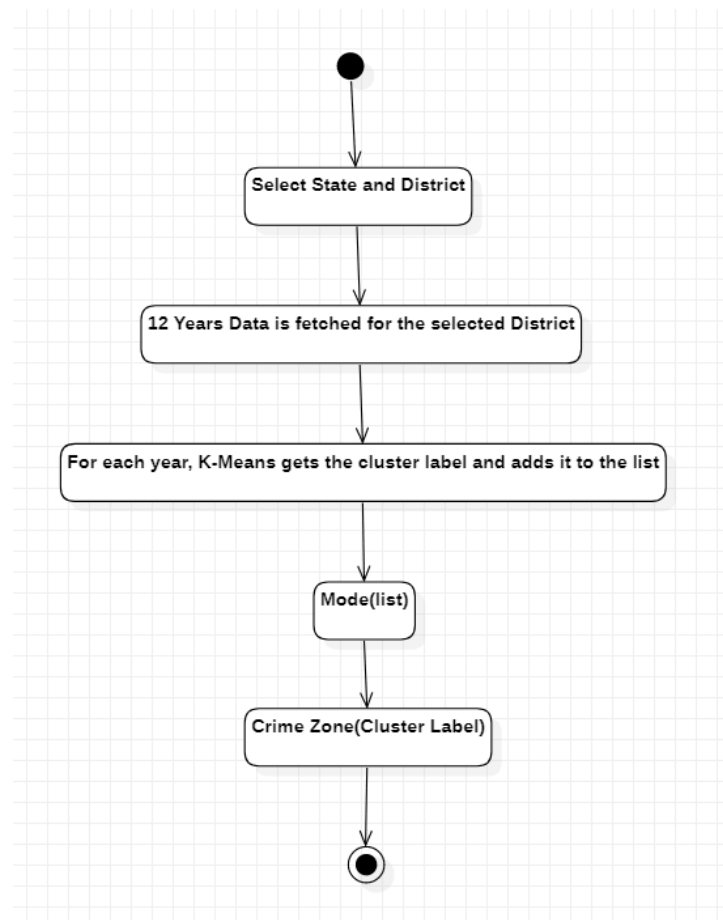 Select State and District
12 Years Data is fetched for the selected District
For each year, K-Means gets the cluster label and adds it to the list
Mode(list)
Crime Zone(Cluster Label)